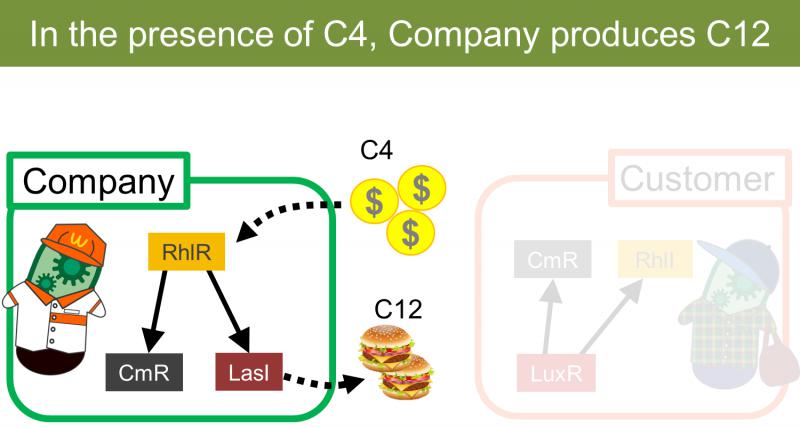 In the presence of C4, Company produces C12
C4
Company
Customer
$
$
$
W
RhlR
CmR
RhlI
C12
CmR
LasI
LuxR